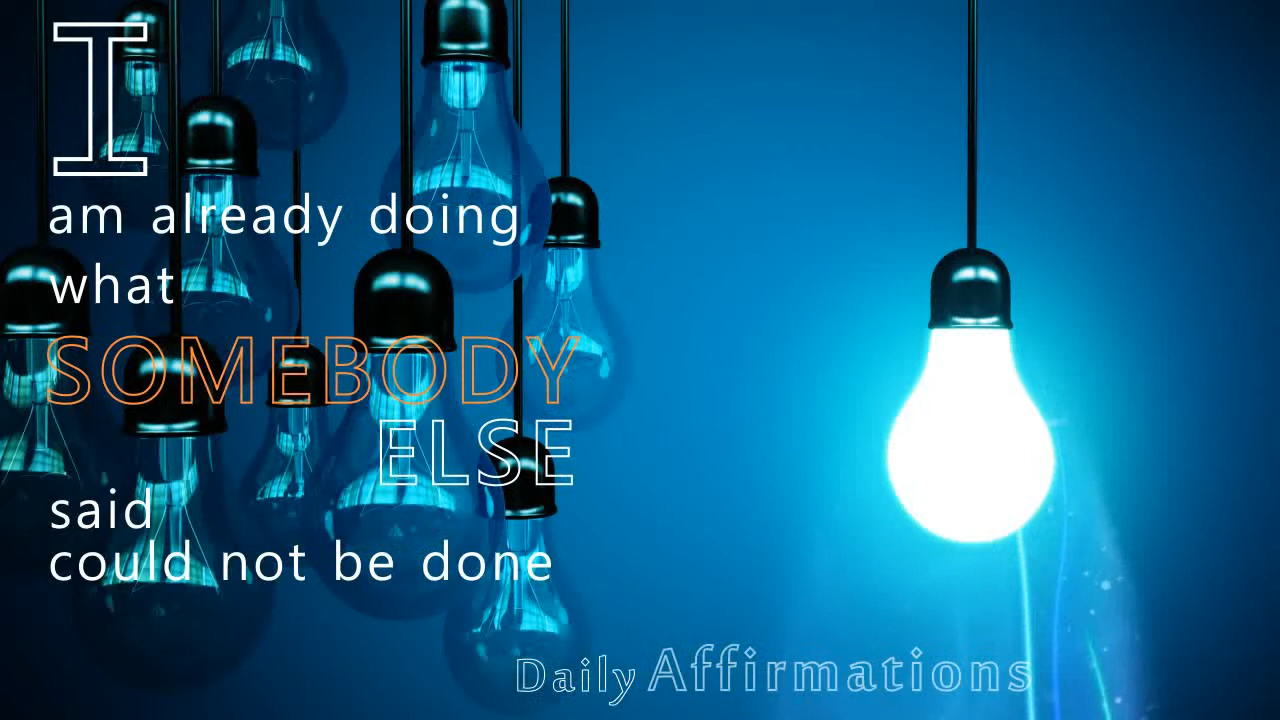 I
am already doing
what
SOMEBODY
ELSE
said
could not be done
Daily Affirmations